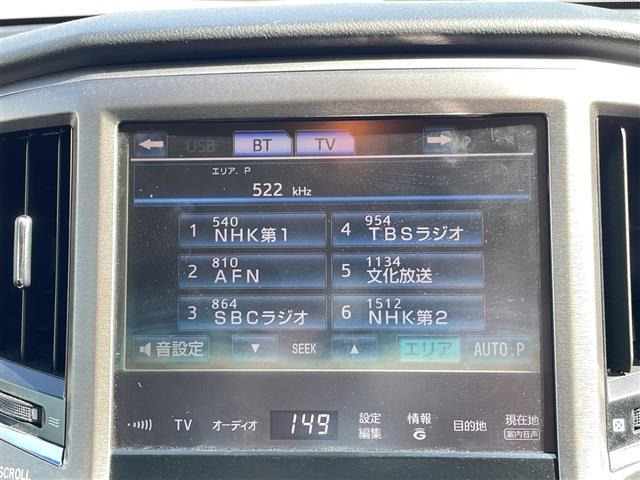 USB BT TV
エリア. P
522 kHz
1 540 NHK第1
4 954 TBSラジオ
2 810 AFN
5 1134 文化放送
3 864 SBCラジオ
6 1512 NHK第2
音設定 ▼ SEEK ▲ エリア AUTO.P
TV オーディオ 149 設定 編集 情報 G 目的地 現在地 案内音声
SCROLL